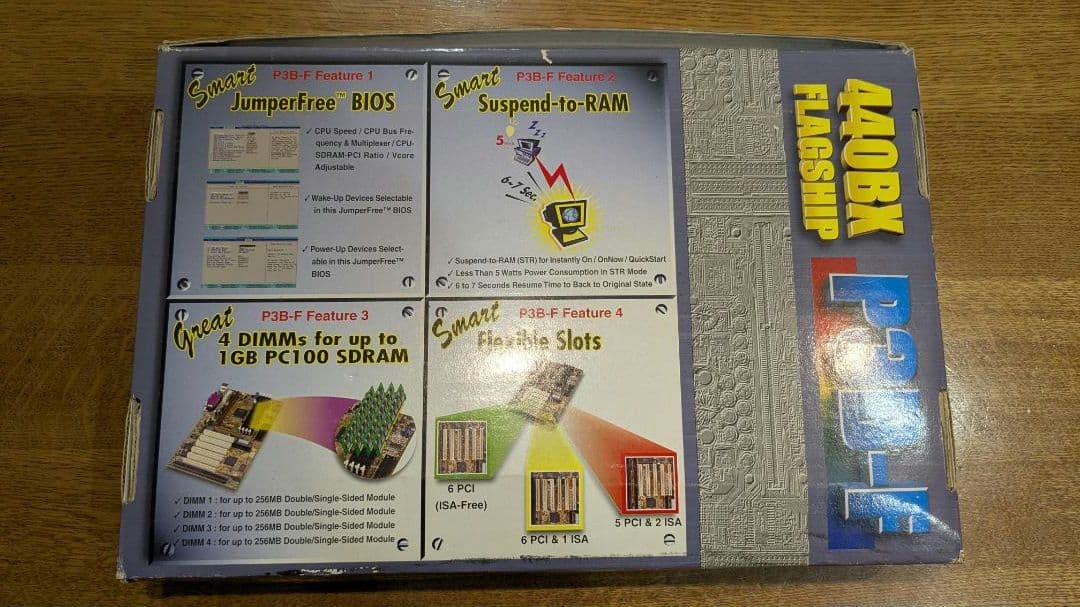 Smart
P3B-F Feature 1
JumperFree™ BIOS
✓ CPU Speed / CPU Bus Fre-
quency & Multiplexer / CPU-
SDRAM-PCI Ratio / Vcore
Adjustable
✓ Wake-Up Devices Selectable
in this JumperFree™ BIOS
✓ Power-Up Devices Select-
able in this JumperFree™
BIOS
Smart
P3B-F Feature 2
Suspend-to-RAM
Z Z Z
5
6-7 Sec.
✓ Suspend-to-RAM (STR) for Instantly On / OnNow / QuickStart
✓ Less Than 5 Watts Power Consumption In STR Mode
✓ 6 to 7 Seconds Resume Time to Back to Original State
Great
P3B-F Feature 3
4 DIMMs for up to
1GB PC100 SDRAM
✓ DIMM 1 : for up to 256MB Double/Single-Sided Module
✓ DIMM 2 : for up to 256MB Double/Single-Sided Module
✓ DIMM 3 : for up to 256MB Double/Single-Sided Module
✓ DIMM 4 : for up to 256MB Double/Single-Sided Module
Smart
P3B-F Feature 4
Flexible Slots
6 PCI
(ISA-Free)
6 PCI & 1 ISA
5 PCI & 2 ISA
440BX
FLAGSHIP
P3B-F